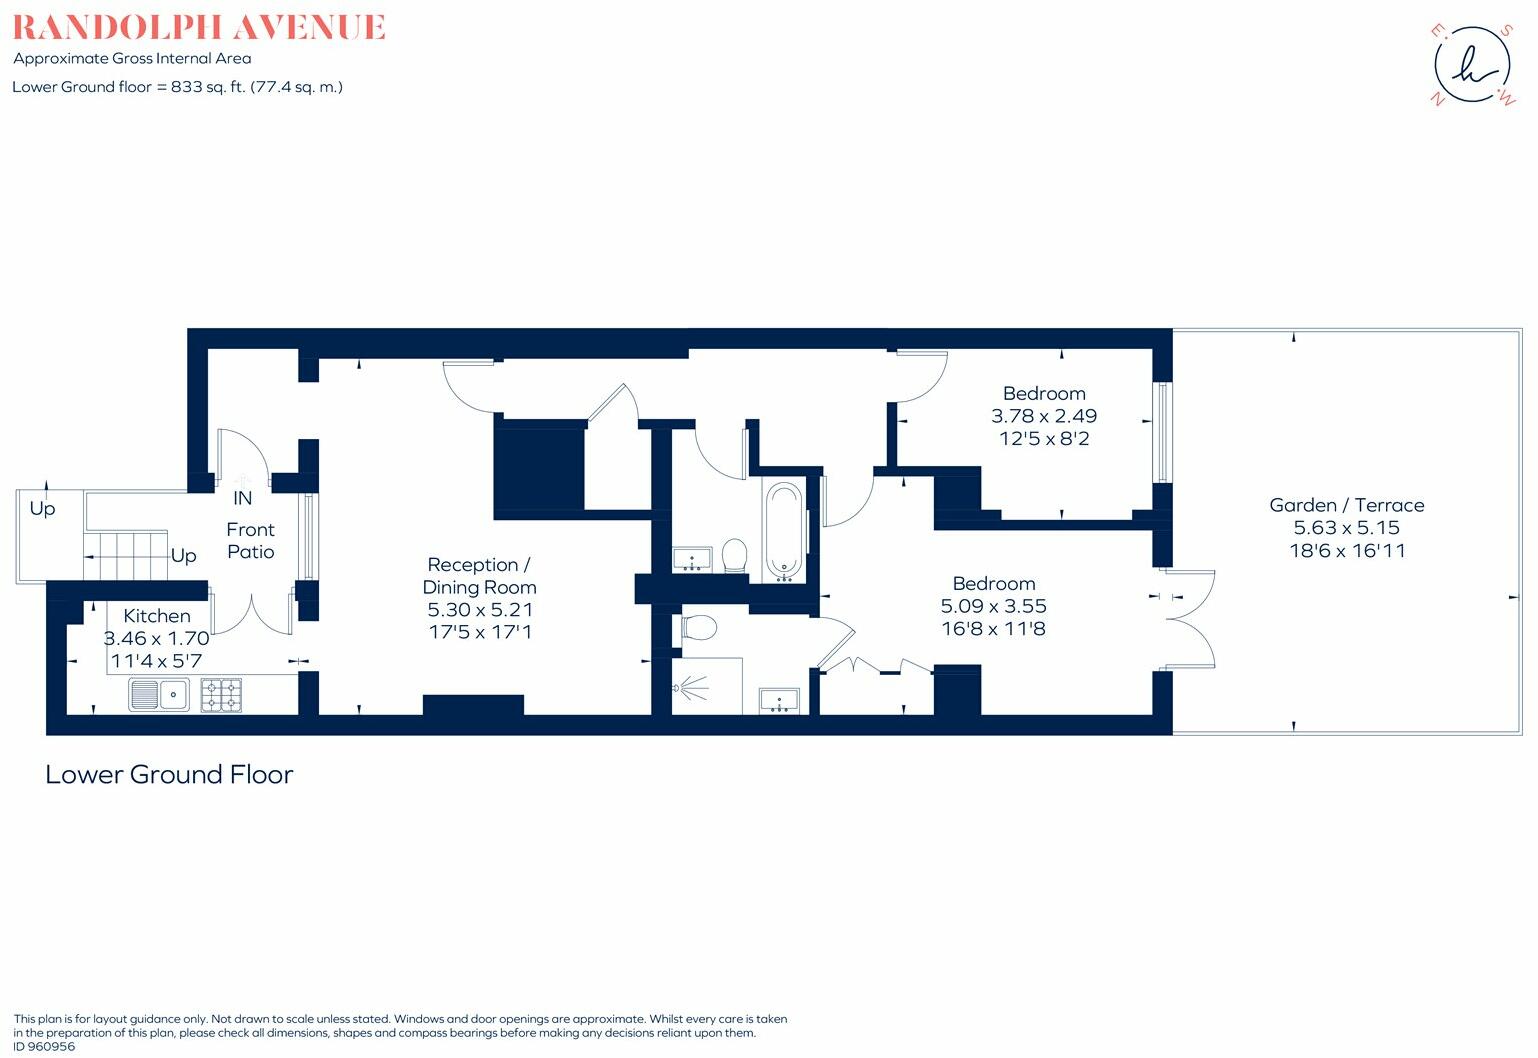 RANDOLPH AVENUE
Approximate Gross Internal Area
Lower Ground floor = 833 sq. ft. (77.4 sq. m.)
E
S
N
W
Bedroom
3.78 x 2.49
12'5 x 8'2
Up
IN
Front
Patio
Up
Garden / Terrace
5.63 x 5.15
18'6 x 16'11
Reception /
Dining Room
5.30 x 5.21
17'5 x 17'1
Bedroom
5.09 x 3.55
16'8 x 11'8
Kitchen
3.46 x 1.70
11'4 x 5'7
Lower Ground Floor
This plan is for layout guidance only. Not drawn to scale unless stated. Windows and door openings are approximate. Whilst every care is taken
in the preparation of this plan, please check all dimensions, shapes and compass bearings before making any decisions reliant upon them.
ID 960956